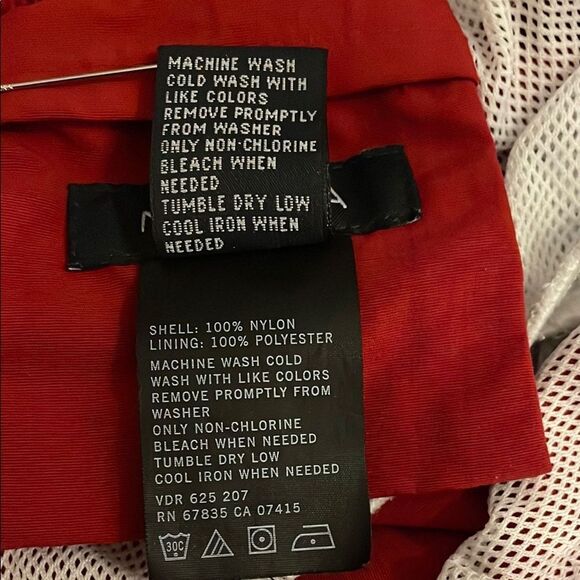 MACHINE WASH
COLD WASH WITH
LIKE COLORS
REMOVE PROMPTLY
FROM WASHER
ONLY NON-CHLORINE
BLEACH WHEN
NEEDED
TUMBLE DRY LOW
COOL IRON WHEN
NEEDED
SHELL: 100% NYLON
LINING: 100% POLYESTER
MACHINE WASH COLD
WASH WITH LIKE COLORS
REMOVE PROMPTLY FROM
WASHER
ONLY NON-CHLORINE
BLEACH WHEN NEEDED
TUMBLE DRY LOW
COOL IRON WHEN NEEDED
VDR 625 207
RN 67835 CA 07415
30C